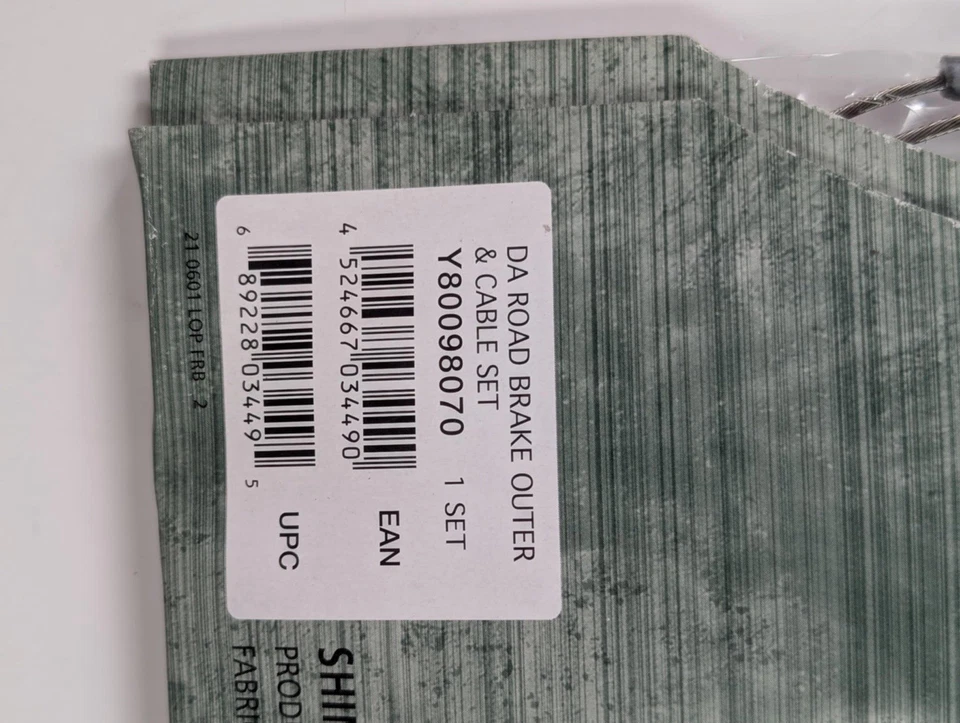 DA ROAD BRAKE OUTER
& CABLE SET
Y80098070 1 SET
4 524667 034490 EAN
6 89228 03449 5 UPC
21 0601 LOP FRB 2
SHI
PROD
FABRI